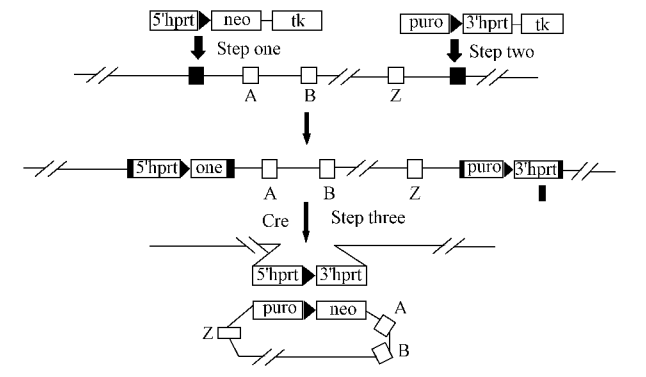 5'hprt neo tk puro 3'hprt tk
Step one Step two
A B Z
5'hprt one puro 3'hprt
A B Z
Cre Step three
5'hprt 3'hprt
puro neo A
Z
B